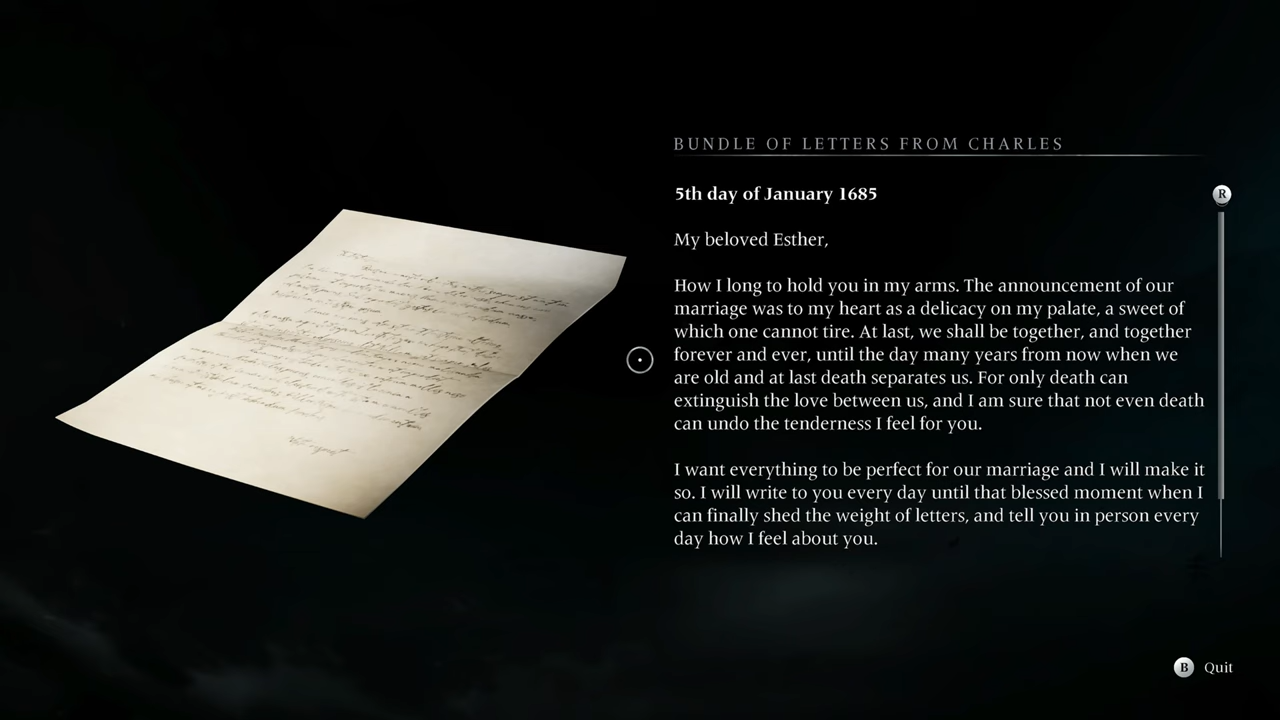 BUNDLE OF LETTERS FROM CHARLES
5th day of January 1685
R
My beloved Esther,
How I long to hold you in my arms. The announcement of our
marriage was to my heart as a delicacy on my palate, a sweet of
which one cannot tire. At last, we shall be together, and together
forever and ever, until the day many years from now when we
are old and at last death separates us. For only death can
extinguish the love between us, and I am sure that not even death
can undo the tenderness I feel for you.
I want everything to be perfect for our marriage and I will make it
so. I will write to you every day until that blessed moment when I
can finally shed the weight of letters, and tell you in person every
day how I feel about you.
B Quit